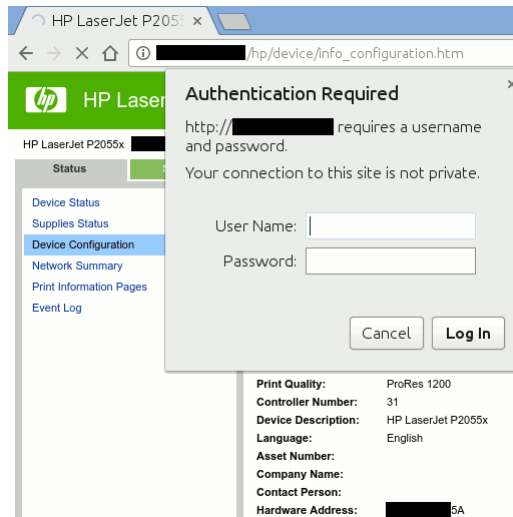 HP LaserJet P205
/hp/device/info_configuration.htm
hp HP Laser
HP LaserJet P2055x
Status
Device Status
Supplies Status
Device Configuration
Network Summary
Print Information Pages
Event Log
Authentication Required
http:// requires a username
and password.
Your connection to this site is not private.
User Name:
Password:
Cancel Log In
Print Quality: ProRes 1200
Controller Number: 31
Device Description: HP LaserJet P2055x
Language: English
Asset Number:
Company Name:
Contact Person:
Hardware Address: 5A